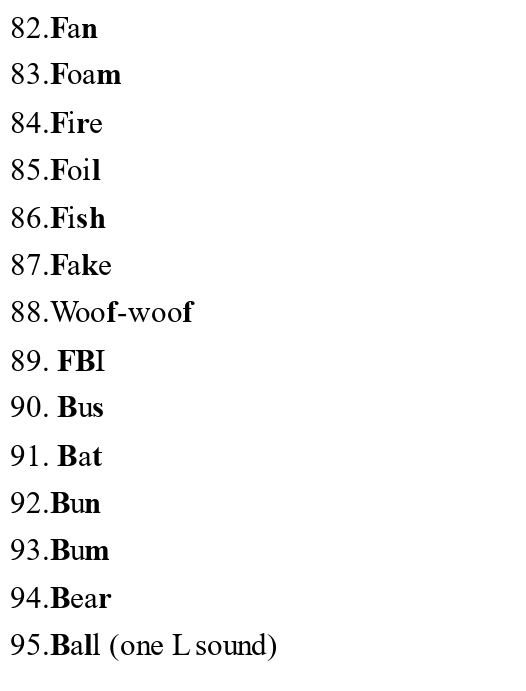 82.Fan
83.Foam
84.Fire
85.Foil
86.Fish
87.Fake
88.Woof-woof
89. FBI
90. Bus
91. Bat
92.Bun
93.Bum
94.Bear
95.Ball (one L sound)